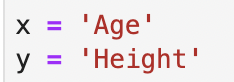 x = 'Age'
y = 'Height'